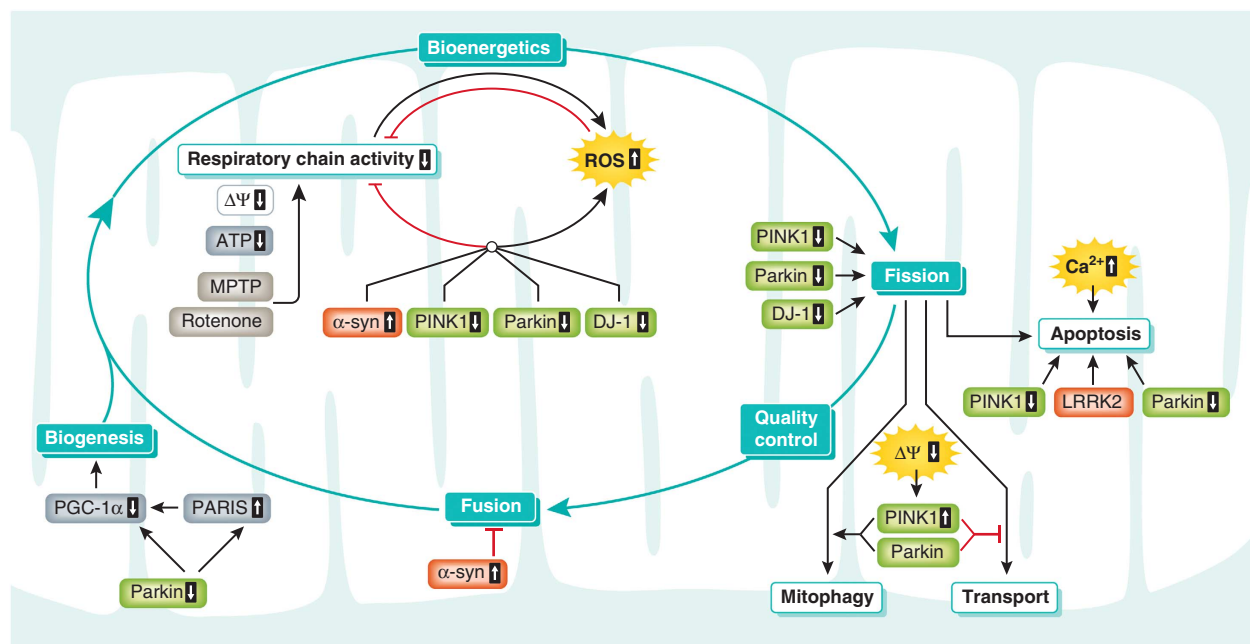 Bioenergetics
Respiratory chain activity ↓
ROS ↑
ΔΨ ↓
ATP ↓
MPTP
Rotenone
α-syn ↑
PINK1 ↓
Parkin ↓
DJ-1 ↓
PINK1 ↓
Parkin ↓
DJ-1 ↓
Fission
Ca²⁺ ↑
Apoptosis
PINK1 ↓
LRRK2
Parkin ↓
Quality
control
ΔΨ ↓
PINK1 ↑
Parkin
Mitophagy
Transport
Fusion
α-syn ↑
Biogenesis
PGC-1α ↓
PARIS ↑
Parkin ↓